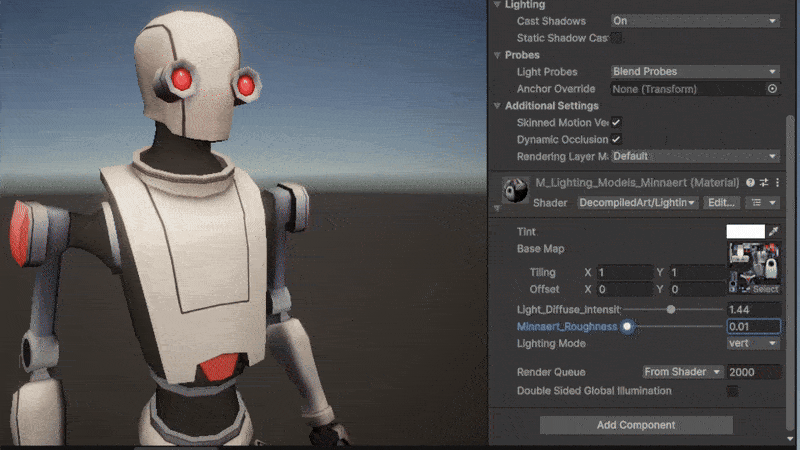 Lighting
Cast Shadows On
Static Shadow Cas
Probes
Light Probes Blend Probes
Anchor Override None (Transform)
Additional Settings
Skinned Motion Ve
Dynamic Occlusion
Rendering Layer M Default
M_Lighting_Models_Minnaert (Material)
Shader DecompiledArt/Lightin Edit...
Tint
Base Map
Tiling X 1 Y 1
Offset X 0 Y 0
Select
Light_Diffuse_Intensit 1.44
Minnaert_Roughness 0.01
Lighting Mode vert
Render Queue From Shader 2000
Double Sided Global Illumination
Add Component